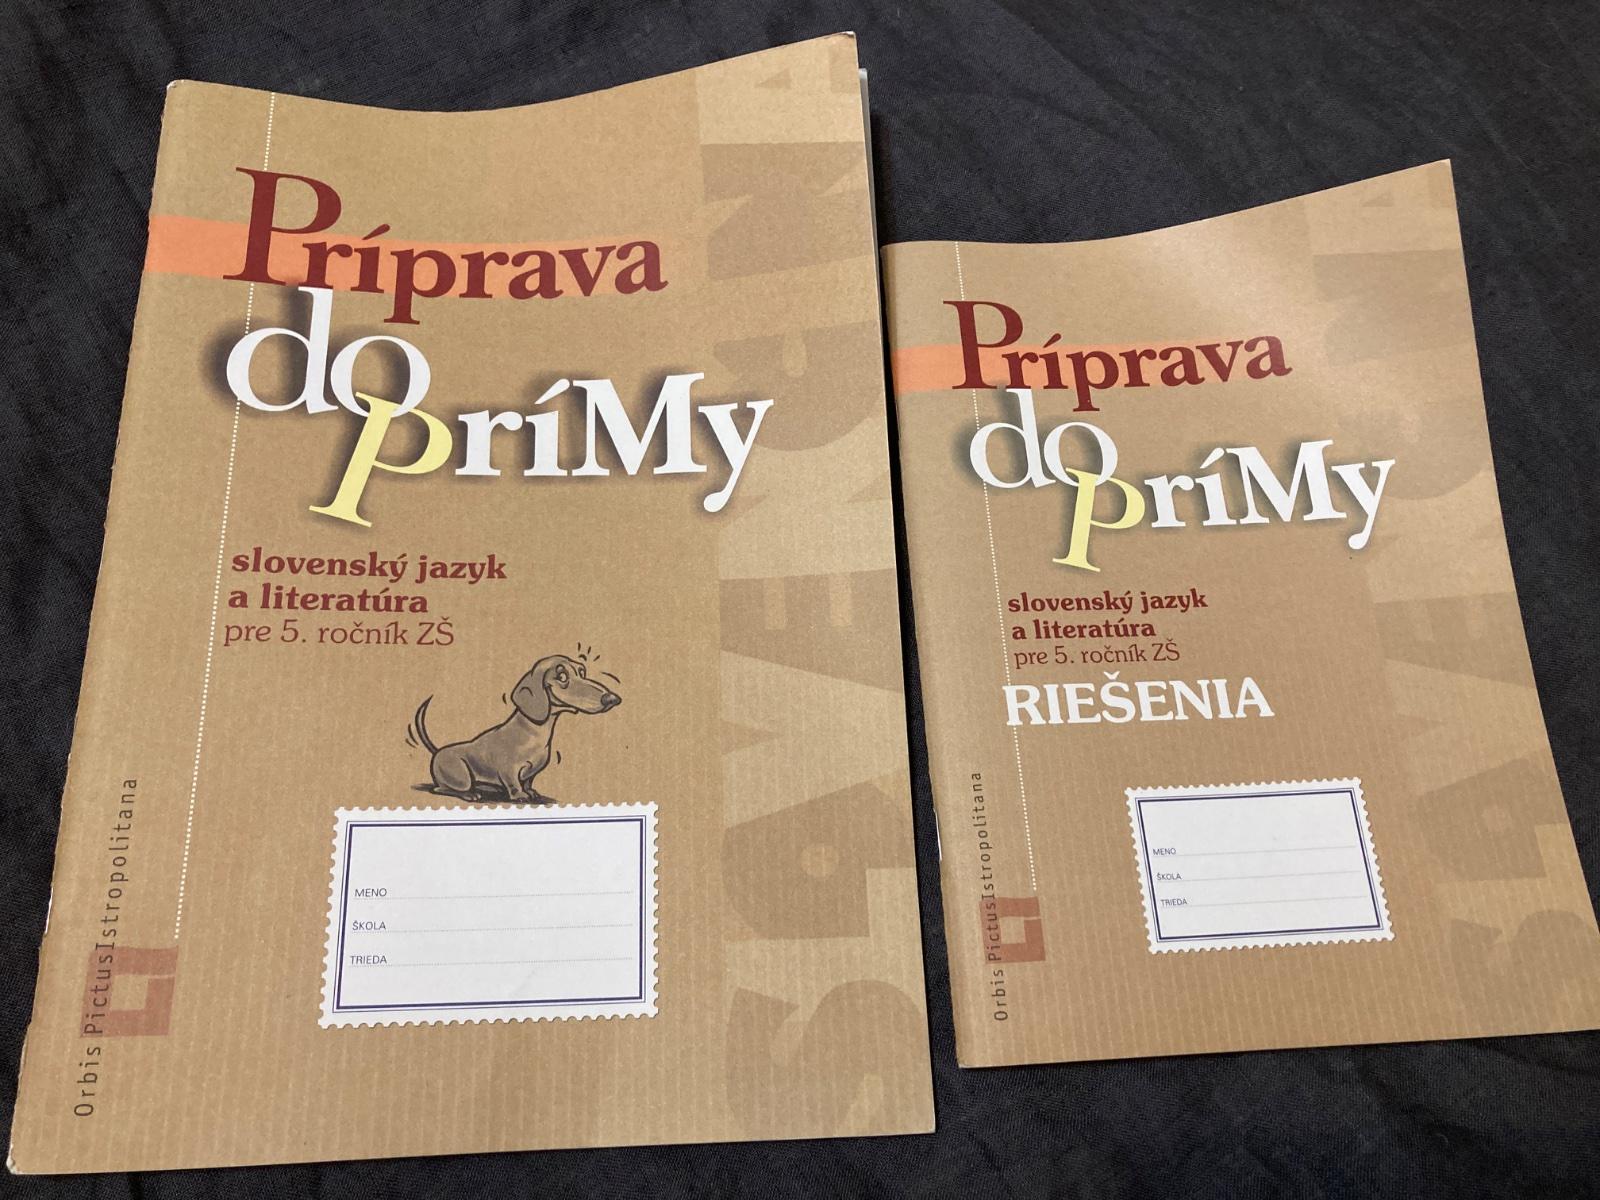 Príprava
do príMy
slovenský jazyk
a literatúra
pre 5. ročník ZŠ
MENO
ŠKOLA
TRIEDA
Orbis PictusIstropolitana
Príprava
do príMy
slovenský jazyk
a literatúra
pre 5. ročník ZŠ
RIEŠENIA
MENO
ŠKOLA
TRIEDA
Orbis PictusIstropolitana